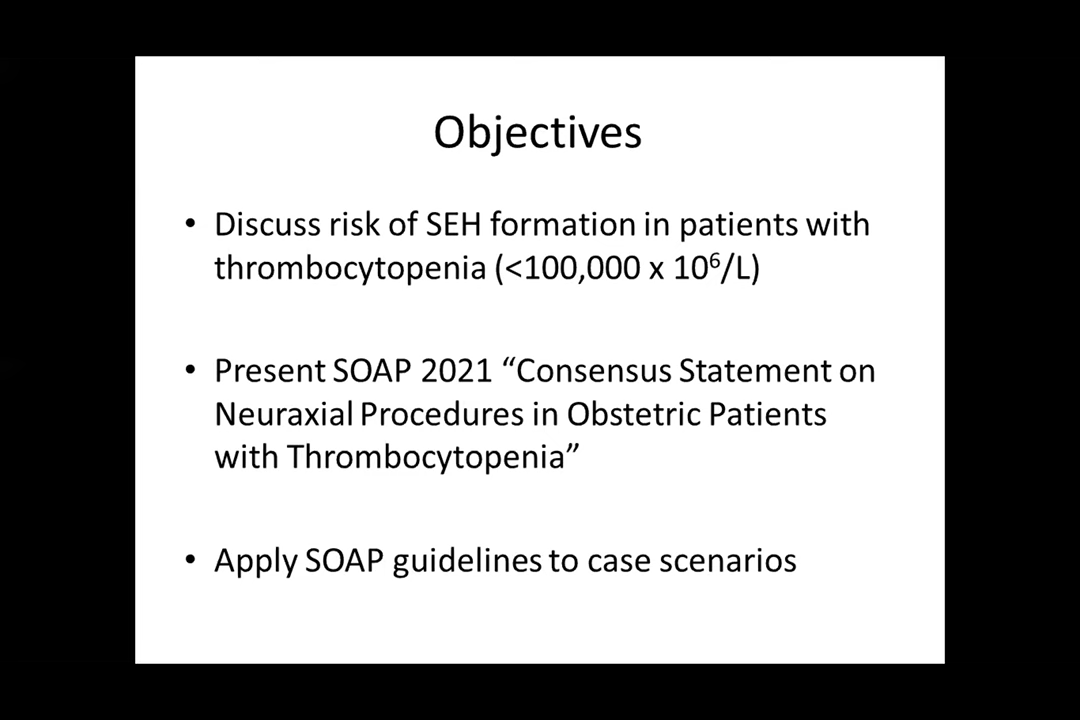 Objectives
• Discuss risk of SEH formation in patients with
thrombocytopenia (<100,000 x 10⁶/L)
• Present SOAP 2021 “Consensus Statement on
Neuraxial Procedures in Obstetric Patients
with Thrombocytopenia”
• Apply SOAP guidelines to case scenarios